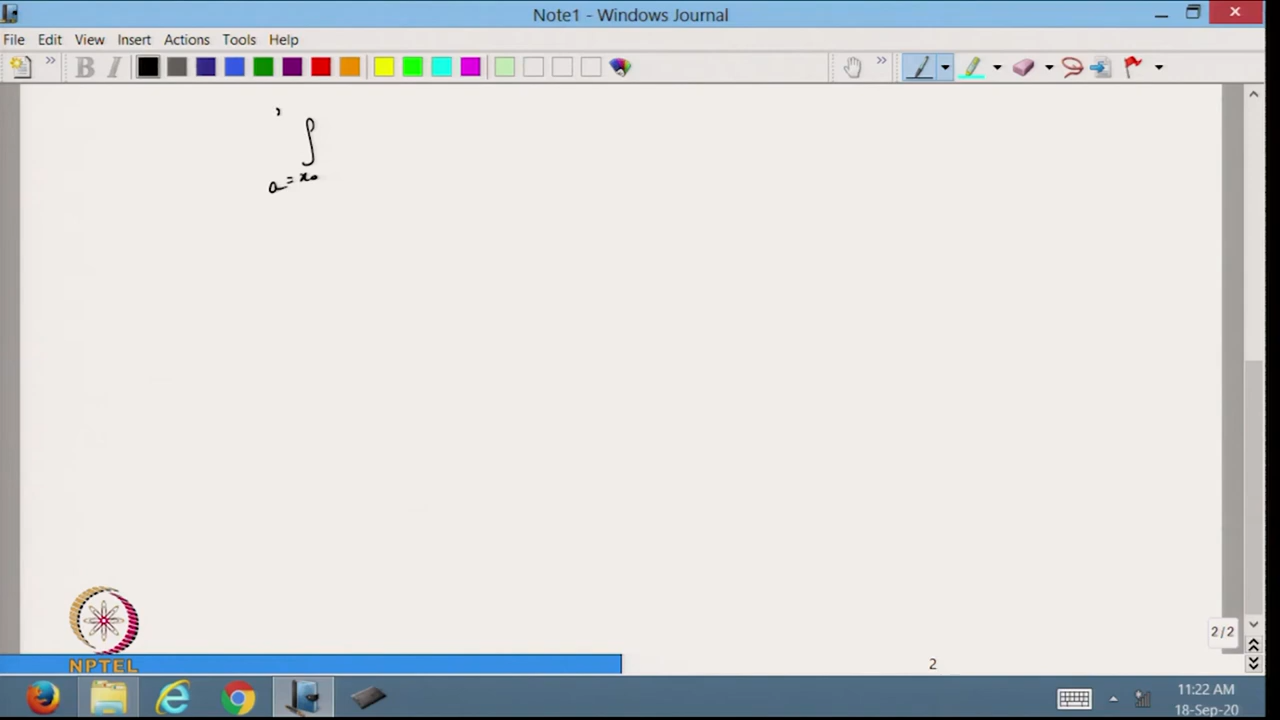 Note1 - Windows Journal
File Edit View Insert Actions Tools Help
B I
∫
a = x₀
2 / 2
NPTEL
2
11:22 AM
18-Sep-20